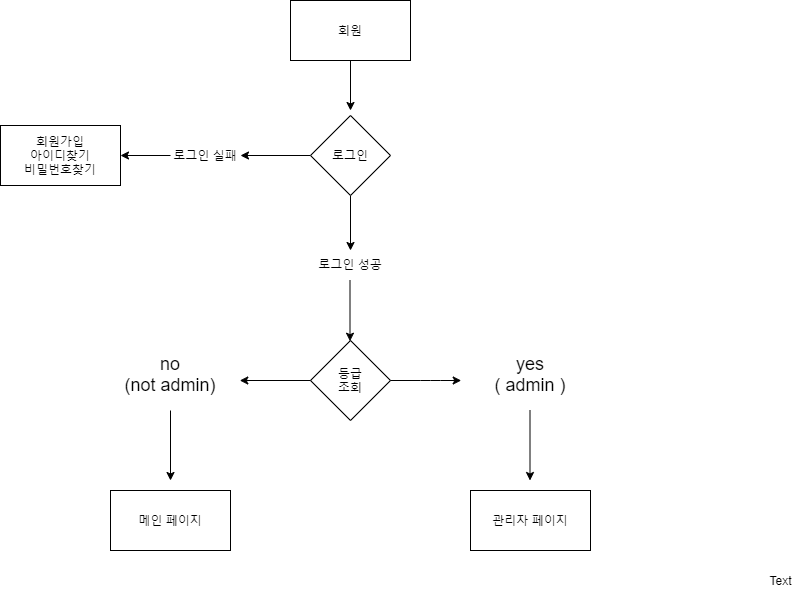 회원
로그인
로그인 실패
회원가입
아이디찾기
비밀번호찾기
로그인 성공
등급
조회
no
(not admin)
yes
( admin )
메인 페이지
관리자 페이지
Text